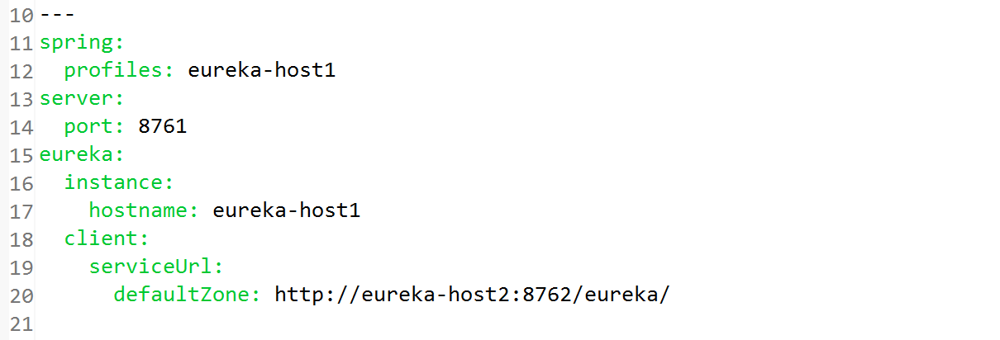 10 ---
11 spring:
12   profiles: eureka-host1
13 server:
14   port: 8761
15 eureka:
16   instance:
17     hostname: eureka-host1
18   client:
19     serviceUrl:
20       defaultZone: http://eureka-host2:8762/eureka/
21